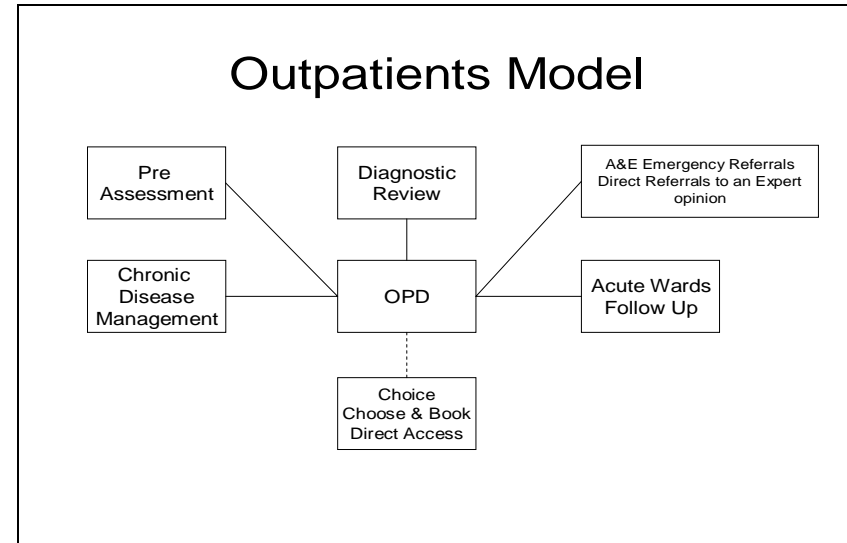 Outpatients Model
Pre
Assessment
Diagnostic
Review
A&E Emergency Referrals
Direct Referrals to an Expert
opinion
Chronic
Disease
Management
OPD
Acute Wards
Follow Up
Choice
Choose & Book
Direct Access